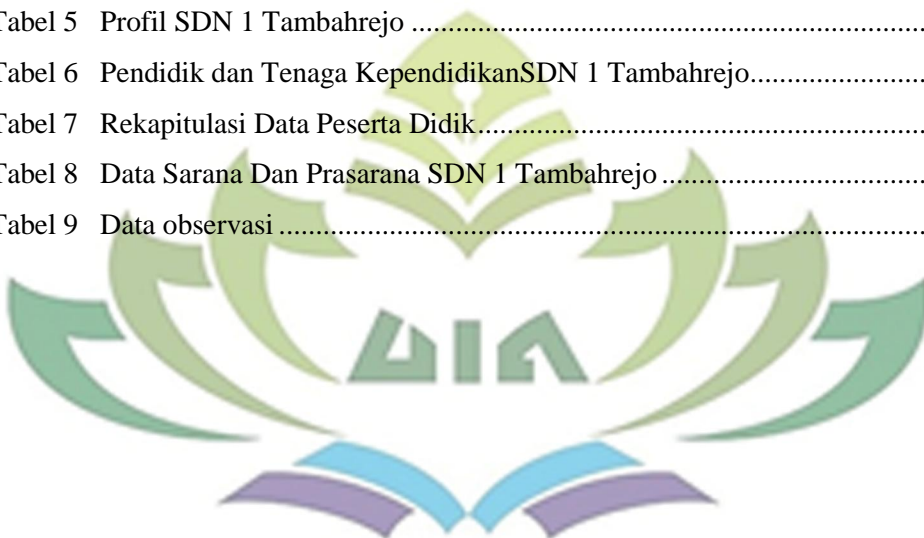 Tabel 5 Profil SDN 1 Tambahrejo ..........................................................
Tabel 6 Pendidik dan Tenaga KependidikanSDN 1 Tambahrejo..........................
Tabel 7 Rekapitulasi Data Peserta Didik..................................................
Tabel 8 Data Sarana Dan Prasarana SDN 1 Tambahrejo ...............................
Tabel 9 Data observasi ........................................................................
UIN